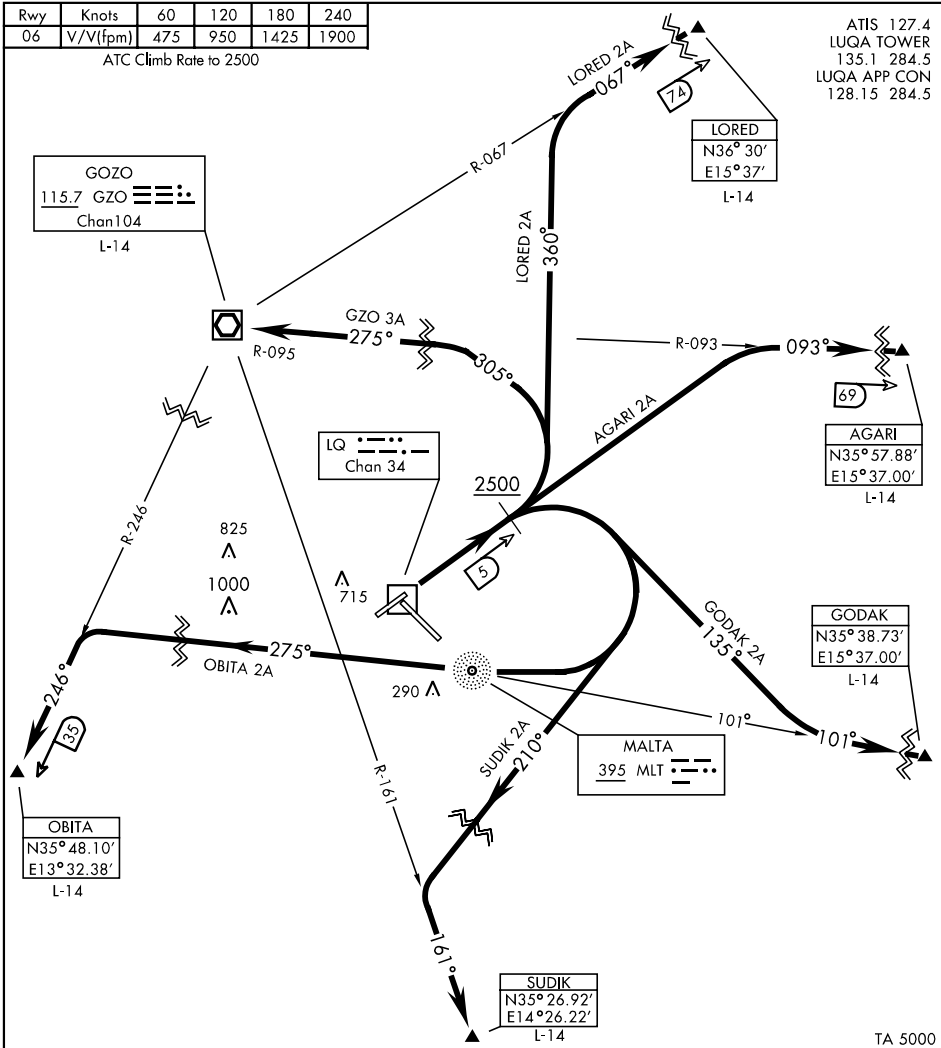 Rwy Knots 60 120 180 240
06 V/V(fpm) 475 950 1425 1900
ATC Climb Rate to 2500
ATIS 127.4
LUQA TOWER
135.1 284.5
LUQA APP CON
128.15 284.5
LORED 2A
067°
74
LORED
N36° 30'
E15° 37'
L-14
R-067
GOZO
115.7 GZO
Chan104
L-14
LORED 2A
360°
GZO 3A
275°
R-095
305°
R-093
093°
69
AGARI 2A
AGARI
N35° 57.88'
E15° 37.00'
L-14
LQ
Chan 34
2500
5
R-246
825
1000
715
GODAK 2A
135°
GODAK
N35° 38.73'
E15° 37.00'
L-14
275°
OBITA 2A
290
101°
101°
246°
35
SUDIK 2A
210°
MALTA
395 MLT
R-161
OBITA
N35° 48.10'
E13° 32.38'
L-14
161°
SUDIK
N35° 26.92'
E14° 26.22'
L-14
TA 5000